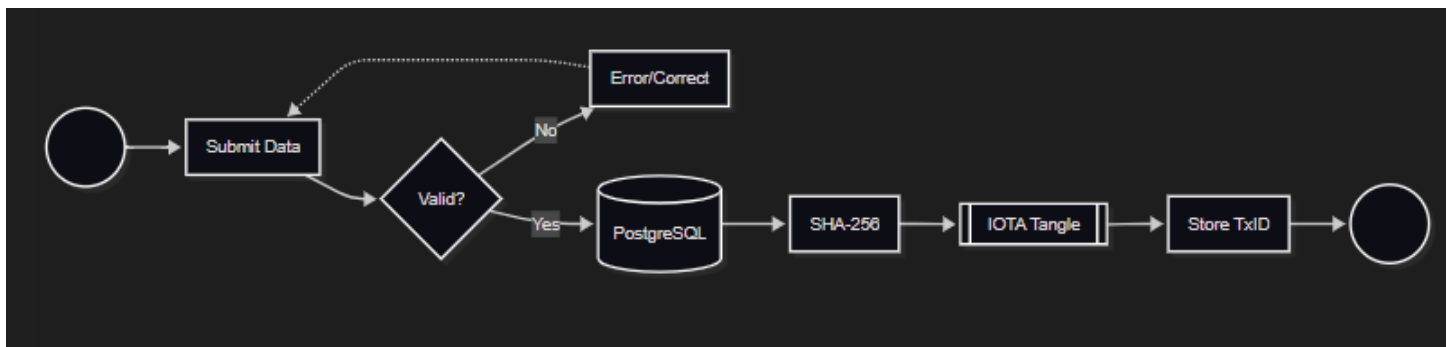 Error/Correct
Submit Data
No
Valid?
Yes
PostgreSQL
SHA-256
IOTA Tangle
Store TxID